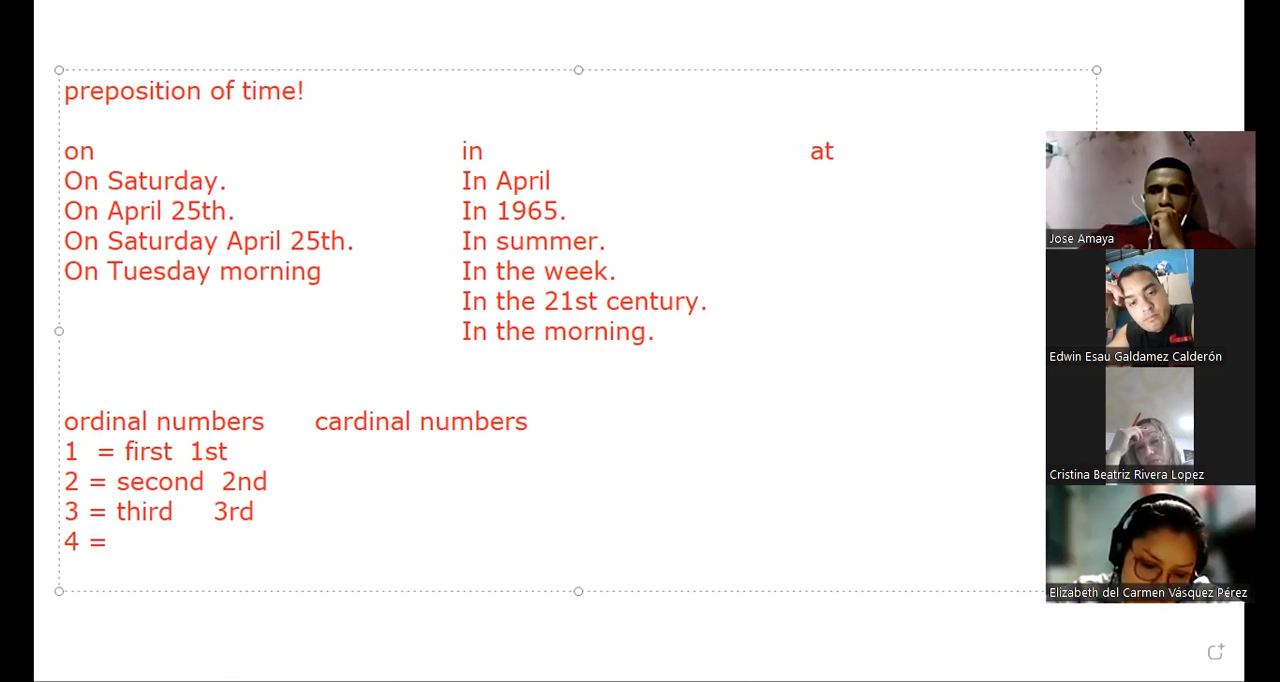 preposition of time!
on in at
On Saturday. In April
On April 25th. In 1965.
On Saturday April 25th. In summer.
On Tuesday morning In the week.
In the 21st century.
In the morning.
ordinal numbers cardinal numbers
1 = first 1st
2 = second 2nd
3 = third 3rd
4 =
Jose Amaya
Edwin Esau Galdamez Calderón
Cristina Beatriz Rivera Lopez
Elizabeth del Carmen Vásquez Pérez